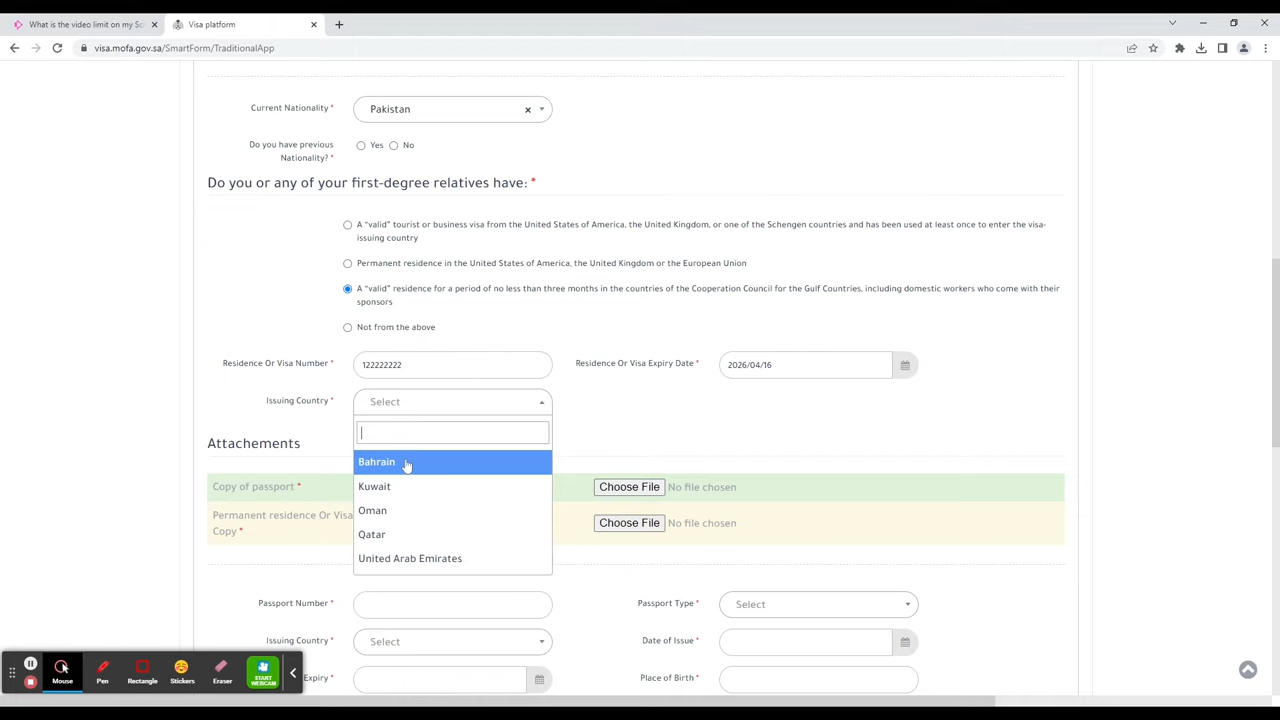 What is the video limit on my Sc
Visa platform
visa.mofa.gov.sa/SmartForm/TraditionalApp
Current Nationality *
Pakistan
Do you have previous
Nationality? *
Yes
No
Do you or any of your first-degree relatives have: *
A “valid” tourist or business visa from the United States of America, the United Kingdom, or one of the Schengen countries and has been used at least once to enter the visa-
issuing country
Permanent residence in the United States of America, the United Kingdom or the European Union
A “valid” residence for a period of no less than three months in the countries of the Cooperation Council for the Gulf Countries, including domestic workers who come with their
sponsors
Not from the above
Residence Or Visa Number *
122222222
Residence Or Visa Expiry Date *
2026/04/16
Issuing Country *
Select
Bahrain
Kuwait
Oman
Qatar
United Arab Emirates
Attachements
Copy of passport *
Choose File No file chosen
Permanent residence Or Visa
Copy *
Choose File No file chosen
Passport Number *
Passport Type *
Select
Issuing Country *
Select
Date of Issue *
Expiry *
Place of Birth *
Mouse
Pen
Rectangle
Stickers
Eraser
START
WEBCAM